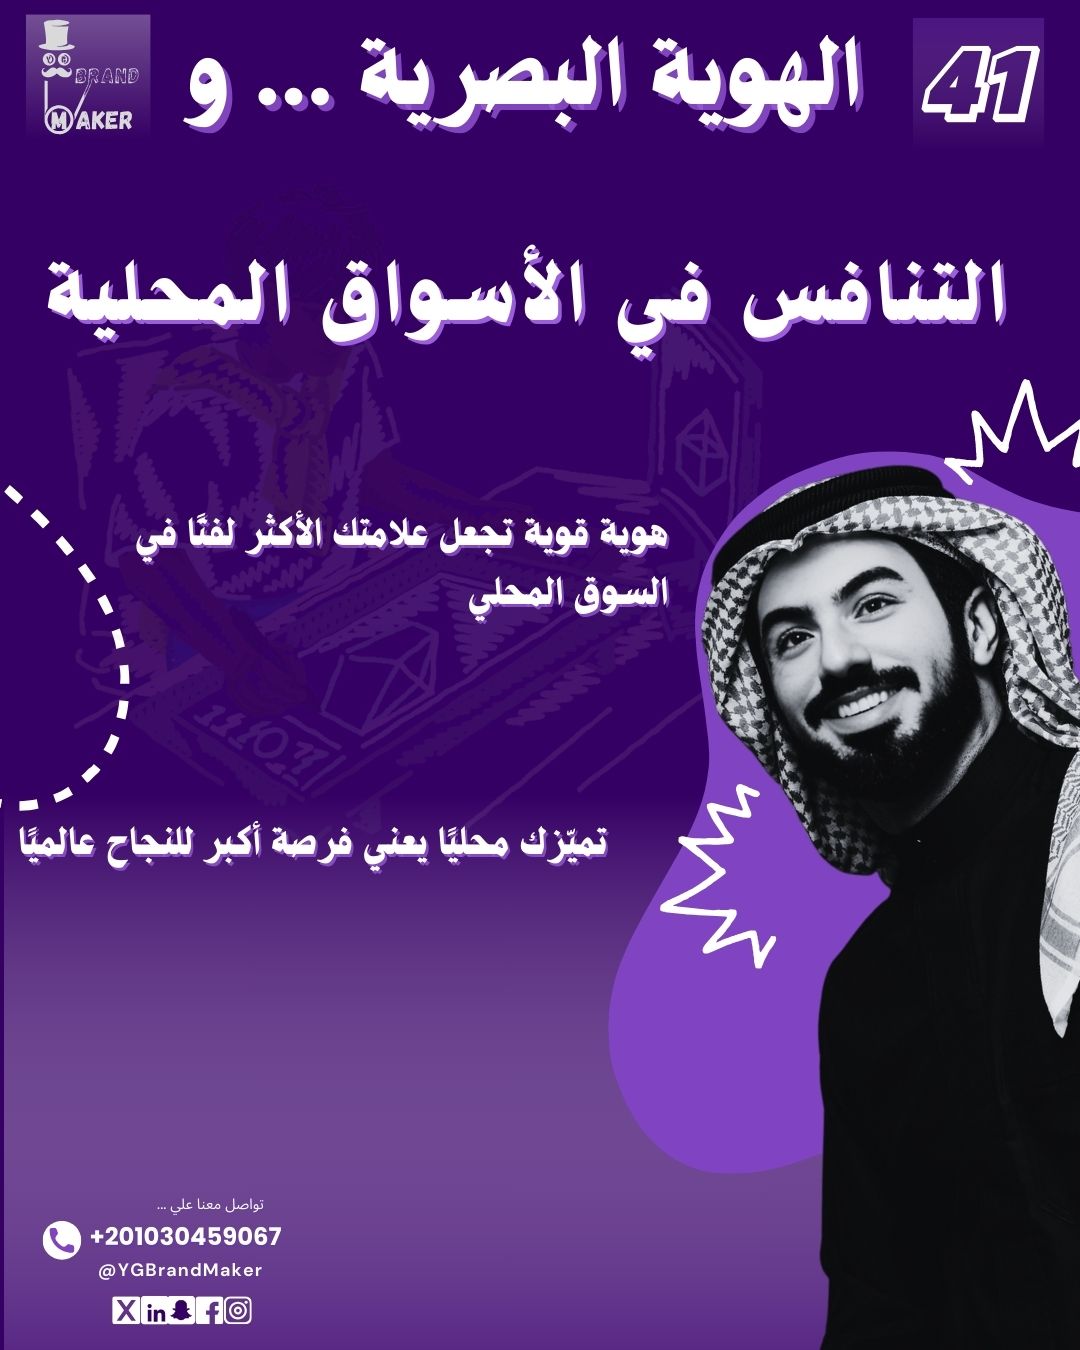 41
الهوية البصرية ... و
BRAND
MAKER
التنافس في الأسواق المحلية
هوية قوية تجعل علامتك الأكثر لفتًا في
السوق المحلي
تميّزك محليًا يعني فرصة أكبر للنجاح عالميًا
تواصل معنا علي ...
+201030459067
@YGBrandMaker